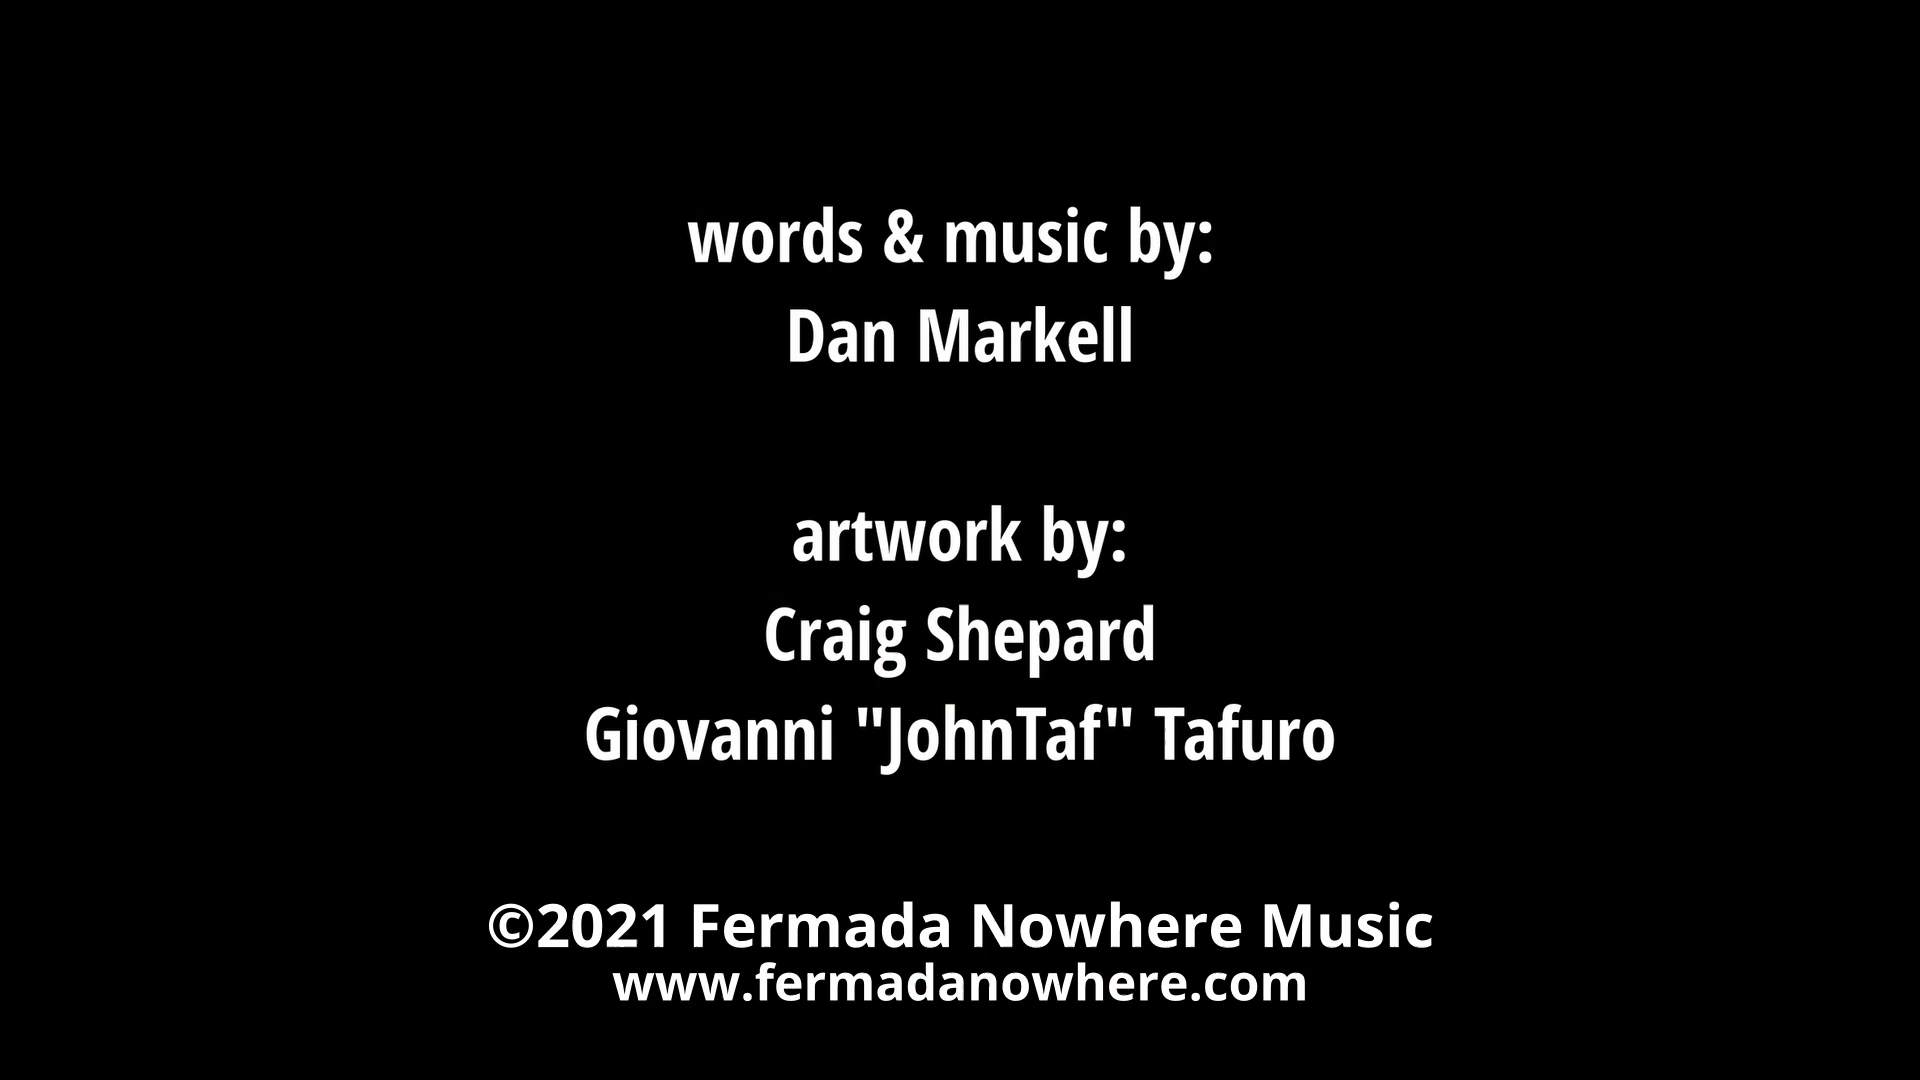 words & music by:
Dan Markell
artwork by:
Craig Shepard
Giovanni "JohnTaf" Tafuro
©2021 Fermada Nowhere Music
www.fermadanowhere.com